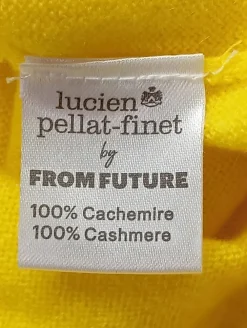 lucien
pellat-finet
by
FROM FUTURE
100% Cachemire
100% Cashmere